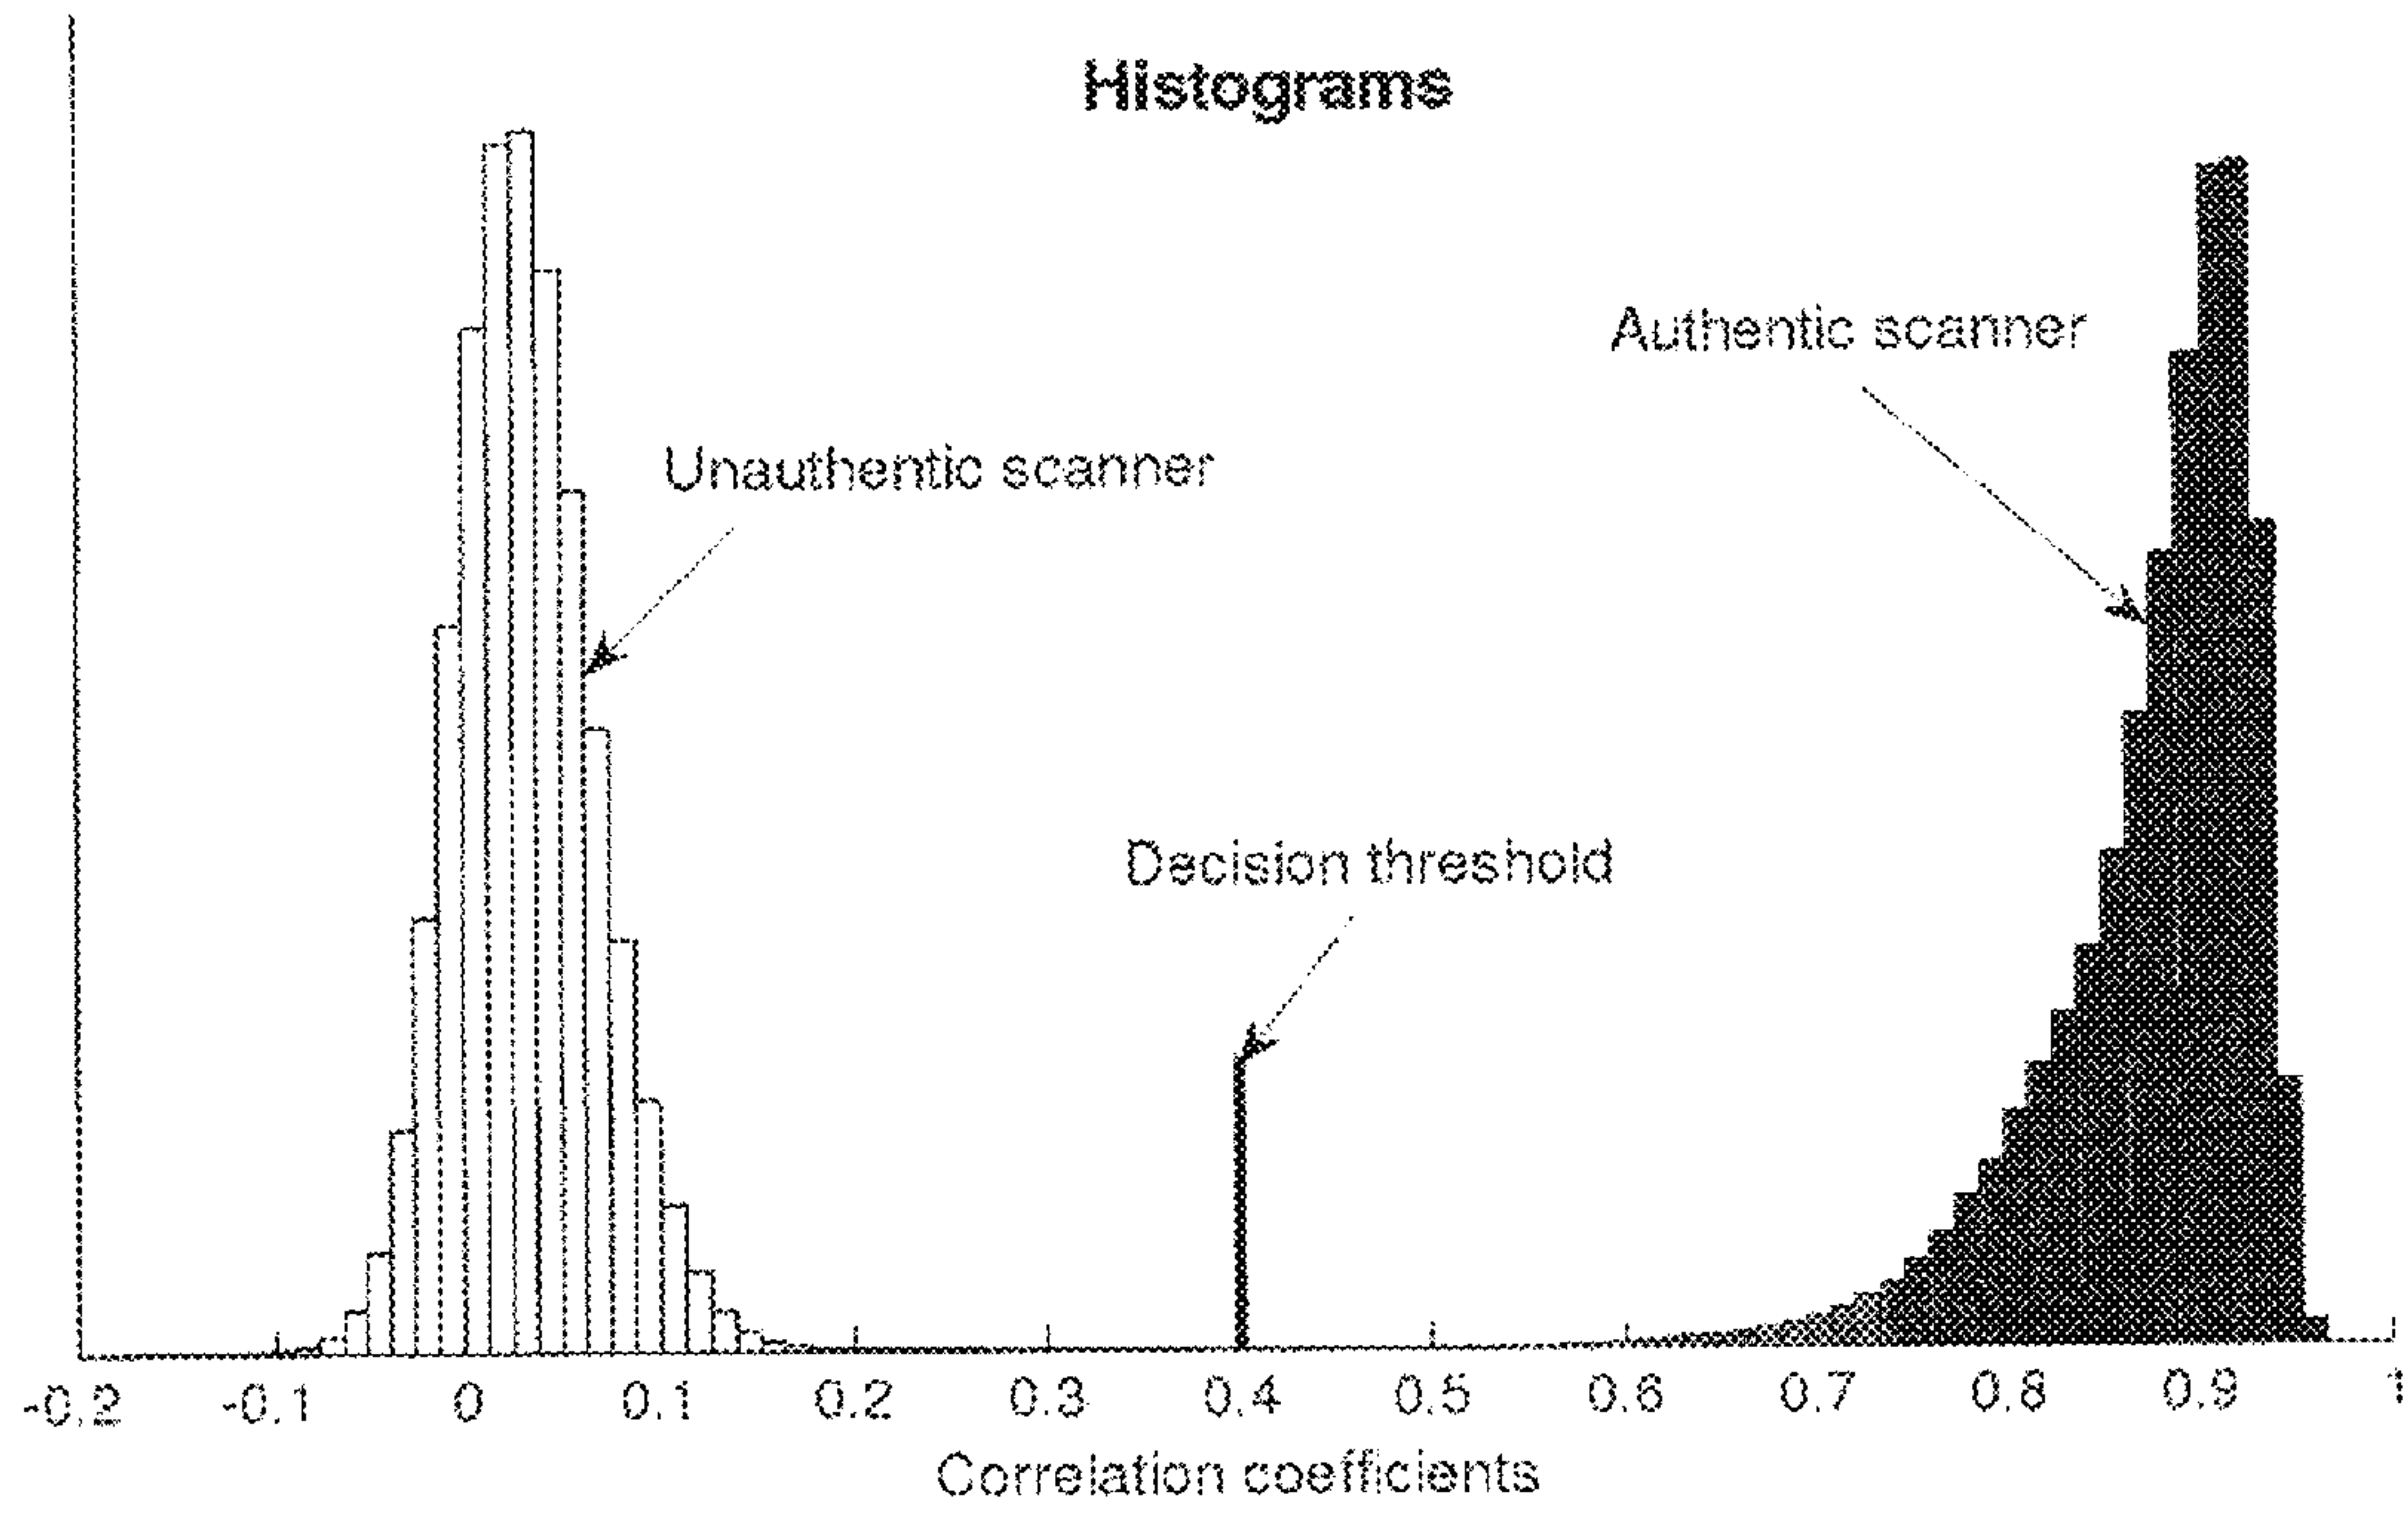 Histograms
Authentic scanner
Unauthentic scanner
Decision threshold
-0.2 -0.1 0 0.1 0.2 0.3 0.4 0.5 0.6 0.7 0.8 0.9 1
Correlation coefficients